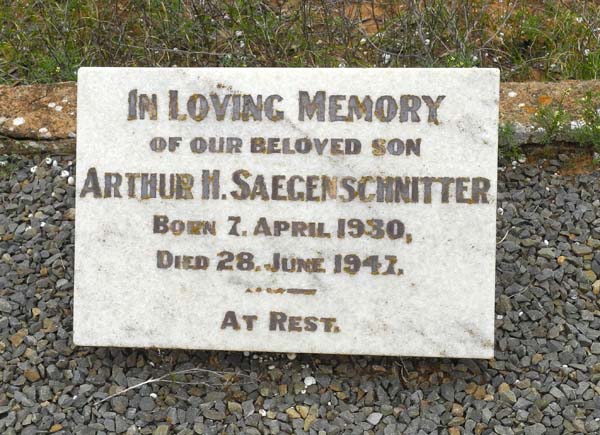 IN LOVING MEMORY
OF OUR BELOVED SON
ARTHUR H. SAEGENSCHNITTER
BORN 7. APRIL 1930,
DIED 28. JUNE 1947.
AT REST.